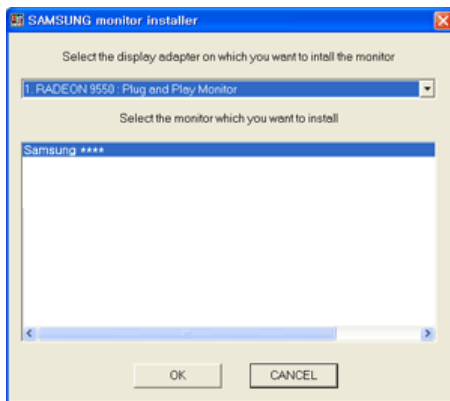 SAMSUNG monitor installer
Select the display adapter on which you want to intall the monitor
1. RADEON 9550 : Plug and Play Monitor
Select the monitor which you want to install
Samsung ****
OK
CANCEL